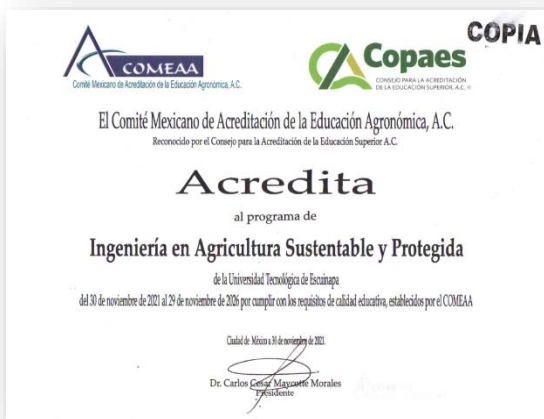 COPIA
COMEAA
Comité Mexicano de Acreditación de la Educación Agronómica, A.C.
Copaes
CONSEJO PARA LA ACREDITACIÓN
DE LA EDUCACIÓN SUPERIOR, A.C. ®
El Comité Mexicano de Acreditación de la Educación Agronómica, A.C.
Reconocido por el Consejo para la Acreditación de la Educación Superior A.C.
Acredita
al programa de
Ingeniería en Agricultura Sustentable y Protegida
de la Universidad Tecnológica de Escuinapa
del 30 de noviembre de 2021 al 29 de noviembre de 2026 por cumplir con los requisitos de calidad educativa, establecidos por el COMEAA
Ciudad de México a 30 de noviembre de 2021.
Dr. Carlos Cesar Maycotte Morales
Presidente